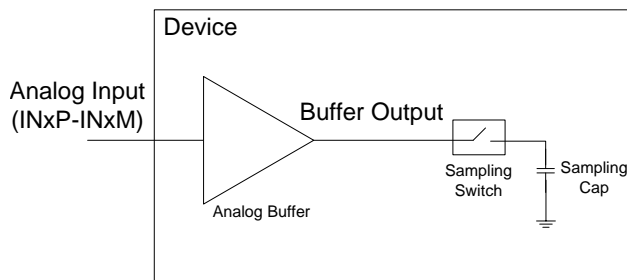 Device
Analog Input
(INxP-INxM)
Buffer Output
Analog Buffer
Sampling
Switch
Sampling
Cap